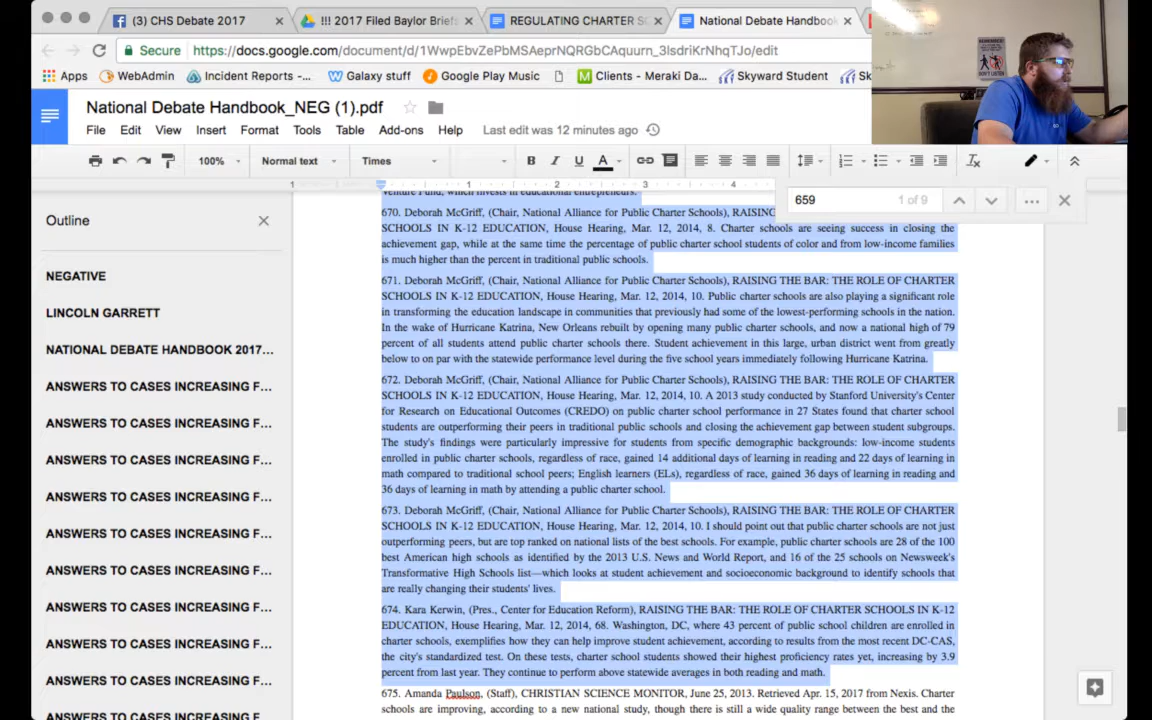 (3) CHS Debate 2017
!!! 2017 Filed Baylor Briefs
REGULATING CHARTER S
National Debate Handbook
Secure https://docs.google.com/document/d/1WwpEbvZePbMSAeprNQRGbCAquurn_3lsdriKrNhqTJo/edit
Apps WebAdmin Incident Reports -... Galaxy stuff Google Play Music Clients - Meraki Da... Skyward Student Sk
National Debate Handbook_NEG (1).pdf
File Edit View Insert Format Tools Table Add-ons Help Last edit was 12 minutes ago
100% Normal text Times B I U A
1 1 2 3 4
659 1 of 9
Outline
NEGATIVE
LINCOLN GARRETT
NATIONAL DEBATE HANDBOOK 2017...
ANSWERS TO CASES INCREASING F...
ANSWERS TO CASES INCREASING F...
ANSWERS TO CASES INCREASING F...
ANSWERS TO CASES INCREASING F...
ANSWERS TO CASES INCREASING F...
ANSWERS TO CASES INCREASING F...
ANSWERS TO CASES INCREASING F...
ANSWERS TO CASES INCREASING F...
ANSWERS TO CASES INCREASING F...
ANSWERS TO CASES INCREASING F...
Venture Fund, which invests in educational entrepreneurs.
670. Deborah McGriff, (Chair, National Alliance for Public Charter Schools), RAISING
SCHOOLS IN K-12 EDUCATION, House Hearing, Mar. 12, 2014, 8. Charter schools are seeing success in closing the
achievement gap, while at the same time the percentage of public charter school students of color and from low-income families
is much higher than the percent in traditional public schools.
671. Deborah McGriff, (Chair, National Alliance for Public Charter Schools), RAISING THE BAR: THE ROLE OF CHARTER
SCHOOLS IN K-12 EDUCATION, House Hearing, Mar. 12, 2014, 10. Public charter schools are also playing a significant role
in transforming the education landscape in communities that previously had some of the lowest-performing schools in the nation.
In the wake of Hurricane Katrina, New Orleans rebuilt by opening many public charter schools, and now a national high of 79
percent of all students attend public charter schools there. Student achievement in this large, urban district went from greatly
below to on par with the statewide performance level during the five school years immediately following Hurricane Katrina.
672. Deborah McGriff, (Chair, National Alliance for Public Charter Schools), RAISING THE BAR: THE ROLE OF CHARTER
SCHOOLS IN K-12 EDUCATION, House Hearing, Mar. 12, 2014, 10. A 2013 study conducted by Stanford University's Center
for Research on Educational Outcomes (CREDO) on public charter school performance in 27 States found that charter school
students are outperforming their peers in traditional public schools and closing the achievement gap between student subgroups.
The study's findings were particularly impressive for students from specific demographic backgrounds: low-income students
enrolled in public charter schools, regardless of race, gained 14 additional days of learning in reading and 22 days of learning in
math compared to traditional school peers; English learners (ELs), regardless of race, gained 36 days of learning in reading and
36 days of learning in math by attending a public charter school.
673. Deborah McGriff, (Chair, National Alliance for Public Charter Schools), RAISING THE BAR: THE ROLE OF CHARTER
SCHOOLS IN K-12 EDUCATION, House Hearing, Mar. 12, 2014, 10. I should point out that public charter schools are not just
outperforming peers, but are top ranked on national lists of the best schools. For example, public charter schools are 28 of the 100
best American high schools as identified by the 2013 U.S. News and World Report, and 16 of the 25 schools on Newsweek's
Transformative High Schools list—which looks at student achievement and socioeconomic background to identify schools that
are really changing their students' lives.
674. Kara Kerwin, (Pres., Center for Education Reform), RAISING THE BAR: THE ROLE OF CHARTER SCHOOLS IN K-12
EDUCATION, House Hearing, Mar. 12, 2014, 68. Washington, DC, where 43 percent of public school children are enrolled in
charter schools, exemplifies how they can help improve student achievement, according to results from the most recent DC-CAS,
the city's standardized test. On these tests, charter school students showed their highest proficiency rates yet, increasing by 3.9
percent from last year. They continue to perform above statewide averages in both reading and math.
675. Amanda Paulson, (Staff), CHRISTIAN SCIENCE MONITOR, June 25, 2013. Retrieved Apr. 15, 2017 from Nexis. Charter
schools are improving, according to a new national study, though there is still a wide quality range between the best and the